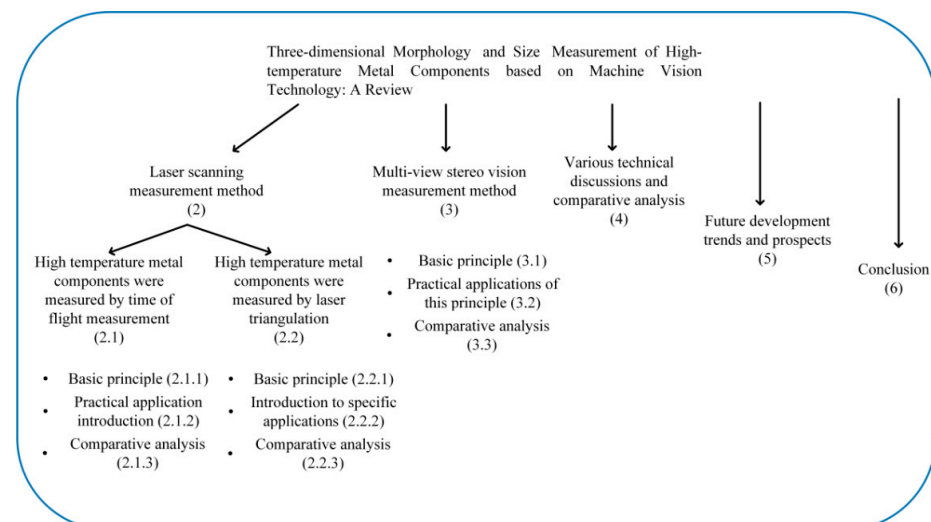 Three-dimensional Morphology and Size Measurement of High-
temperature Metal Components based on Machine Vision
Technology: A Review
Laser scanning
measurement method
(2)
Multi-view stereo vision
measurement method
(3)
Various technical
discussions and
comparative analysis
(4)
Future development
trends and prospects
(5)
Conclusion
(6)
High temperature metal
components were
measured by time of
flight measurement
(2.1)
High temperature metal
components were
measured by laser
triangulation
(2.2)
• Basic principle (3.1)
• Practical applications of
this principle (3.2)
• Comparative analysis
(3.3)
• Basic principle (2.1.1)
• Practical application
introduction (2.1.2)
• Comparative analysis
(2.1.3)
• Basic principle (2.2.1)
• Introduction to specific
applications (2.2.2)
• Comparative analysis
(2.2.3)